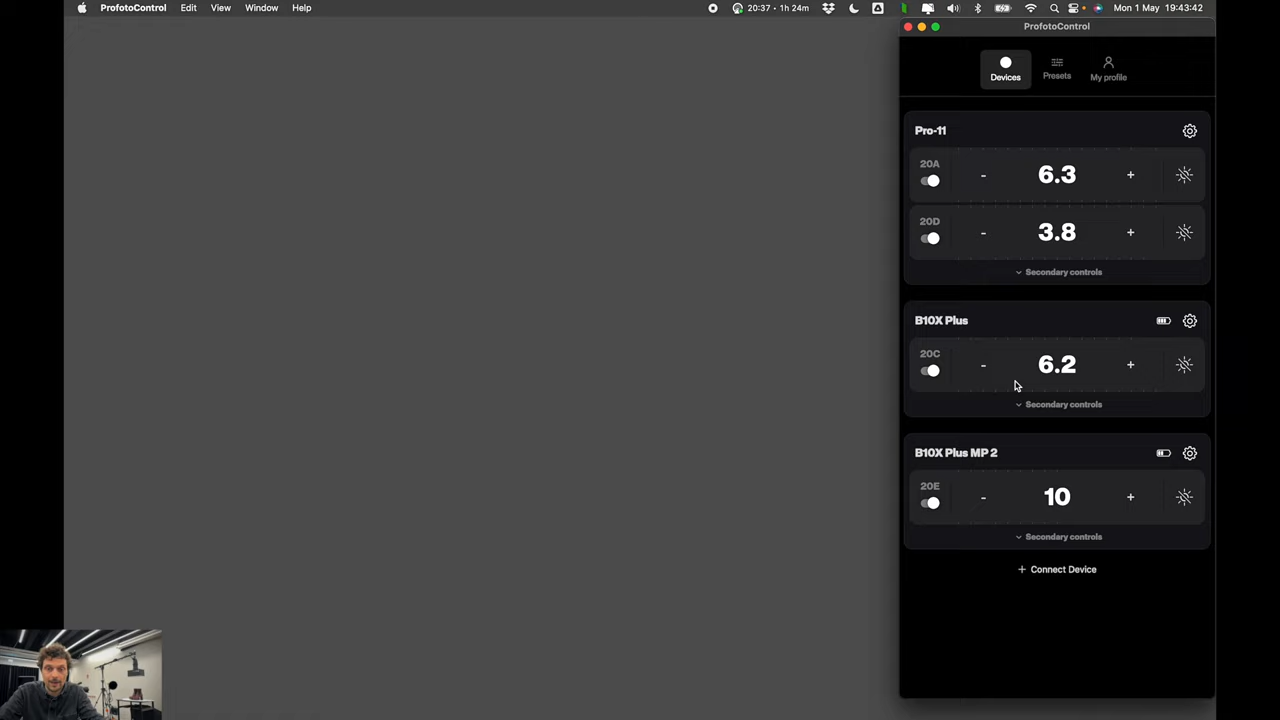 ProfotoControl Edit View Window Help 20:37 • 1h 24m Mon 1 May 19:43:42
ProfotoControl
Devices Presets My profile
Pro-11
20A - 6.3 +
20D - 3.8 +
Secondary controls
B10X Plus
20C - 6.2 +
Secondary controls
B10X Plus MP 2
20E - 10 +
Secondary controls
+ Connect Device